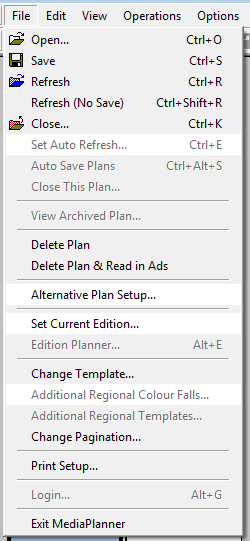 File Edit View Operations Options
Open... Ctrl+O
Save Ctrl+S
Refresh Ctrl+R
Refresh (No Save) Ctrl+Shift+R
Close... Ctrl+K
Set Auto Refresh... Ctrl+E
Auto Save Plans Ctrl+Alt+S
Close This Plan...
View Archived Plan...
Delete Plan
Delete Plan & Read in Ads
Alternative Plan Setup...
Set Current Edition...
Edition Planner... Alt+E
Change Template...
Additional Regional Colour Falls...
Additional Regional Templates...
Change Pagination...
Print Setup...
Login... Alt+G
Exit MediaPlanner